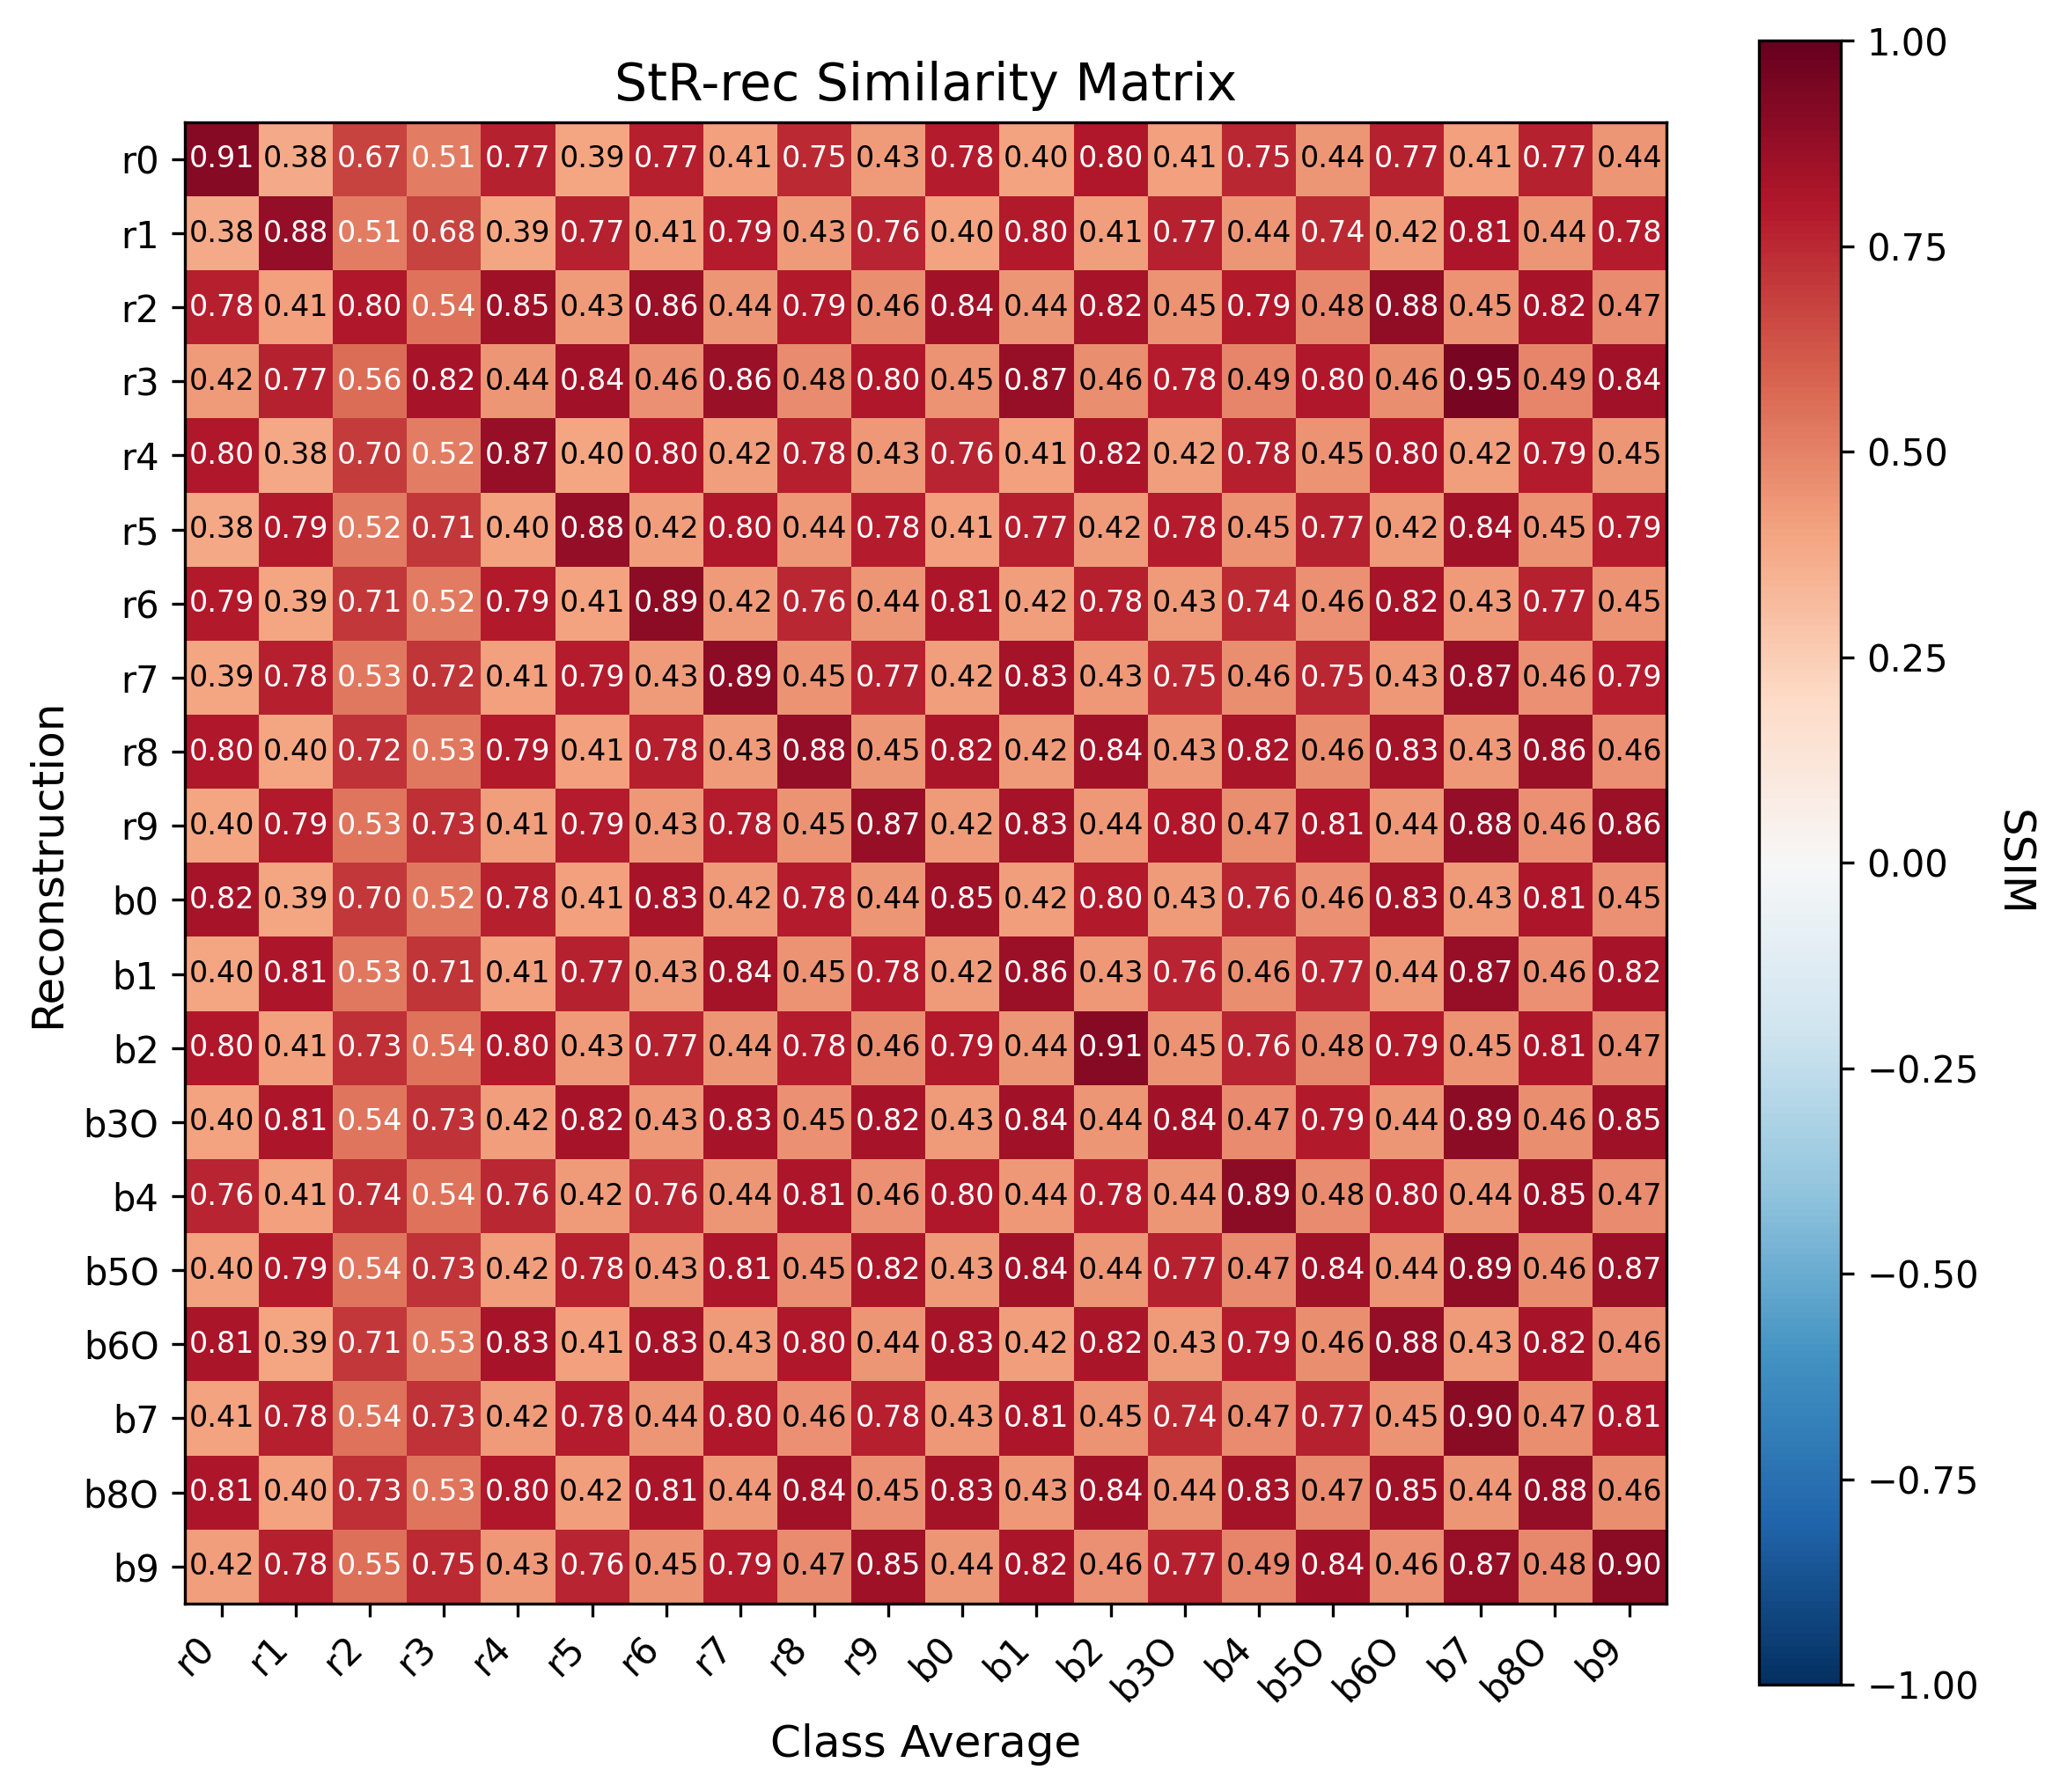 StR-rec Similarity Matrix
r0 0.91 0.38 0.67 0.51 0.77 0.39 0.77 0.41 0.75 0.43 0.78 0.40 0.80 0.41 0.75 0.44 0.77 0.41 0.77 0.44
r1 0.38 0.88 0.51 0.68 0.39 0.77 0.41 0.79 0.43 0.76 0.40 0.80 0.41 0.77 0.44 0.74 0.42 0.81 0.44 0.78
r2 0.78 0.41 0.80 0.54 0.85 0.43 0.86 0.44 0.79 0.46 0.84 0.44 0.82 0.45 0.79 0.48 0.88 0.45 0.82 0.47
r3 0.42 0.77 0.56 0.82 0.44 0.84 0.46 0.86 0.48 0.80 0.45 0.87 0.46 0.78 0.49 0.80 0.46 0.95 0.49 0.84
r4 0.80 0.38 0.70 0.52 0.87 0.40 0.80 0.42 0.78 0.43 0.76 0.41 0.82 0.42 0.78 0.45 0.80 0.42 0.79 0.45
r5 0.38 0.79 0.52 0.71 0.40 0.88 0.42 0.80 0.44 0.78 0.41 0.77 0.42 0.78 0.45 0.77 0.42 0.84 0.45 0.79
r6 0.79 0.39 0.71 0.52 0.79 0.41 0.89 0.42 0.76 0.44 0.81 0.42 0.78 0.43 0.74 0.46 0.82 0.43 0.77 0.45
r7 0.39 0.78 0.53 0.72 0.41 0.79 0.43 0.89 0.45 0.77 0.42 0.83 0.43 0.75 0.46 0.75 0.43 0.87 0.46 0.79
r8 0.80 0.40 0.72 0.53 0.79 0.41 0.78 0.43 0.88 0.45 0.82 0.42 0.84 0.43 0.82 0.46 0.83 0.43 0.86 0.46
r9 0.40 0.79 0.53 0.73 0.41 0.79 0.43 0.78 0.45 0.87 0.42 0.83 0.44 0.80 0.47 0.81 0.44 0.88 0.46 0.86
b0 0.82 0.39 0.70 0.52 0.78 0.41 0.83 0.42 0.78 0.44 0.85 0.42 0.80 0.43 0.76 0.46 0.83 0.43 0.81 0.45
b1 0.40 0.81 0.53 0.71 0.41 0.77 0.43 0.84 0.45 0.78 0.42 0.86 0.43 0.76 0.46 0.77 0.44 0.87 0.46 0.82
b2 0.80 0.41 0.73 0.54 0.80 0.43 0.77 0.44 0.78 0.46 0.79 0.44 0.91 0.45 0.76 0.48 0.79 0.45 0.81 0.47
b3O 0.40 0.81 0.54 0.73 0.42 0.82 0.43 0.83 0.45 0.82 0.43 0.84 0.44 0.84 0.47 0.79 0.44 0.89 0.46 0.85
b4 0.76 0.41 0.74 0.54 0.76 0.42 0.76 0.44 0.81 0.46 0.80 0.44 0.78 0.44 0.89 0.48 0.80 0.44 0.85 0.47
b5O 0.40 0.79 0.54 0.73 0.42 0.78 0.43 0.81 0.45 0.82 0.43 0.84 0.44 0.77 0.47 0.84 0.44 0.89 0.46 0.87
b6O 0.81 0.39 0.71 0.53 0.83 0.41 0.83 0.43 0.80 0.44 0.83 0.42 0.82 0.43 0.79 0.46 0.88 0.43 0.82 0.46
b7 0.41 0.78 0.54 0.73 0.42 0.78 0.44 0.80 0.46 0.78 0.43 0.81 0.45 0.74 0.47 0.77 0.45 0.90 0.47 0.81
b8O 0.81 0.40 0.73 0.53 0.80 0.42 0.81 0.44 0.84 0.45 0.83 0.43 0.84 0.44 0.83 0.47 0.85 0.44 0.88 0.46
b9 0.42 0.78 0.55 0.75 0.43 0.76 0.45 0.79 0.47 0.85 0.44 0.82 0.46 0.77 0.49 0.84 0.46 0.87 0.48 0.90
r0 r1 r2 r3 r4 r5 r6 r7 r8 r9 b0 b1 b2 b3O b4 b5O b6O b7 b8O b9
Class Average
Reconstruction
1.00
0.75
0.50
0.25
0.00
−0.25
−0.50
−0.75
−1.00
SSIM